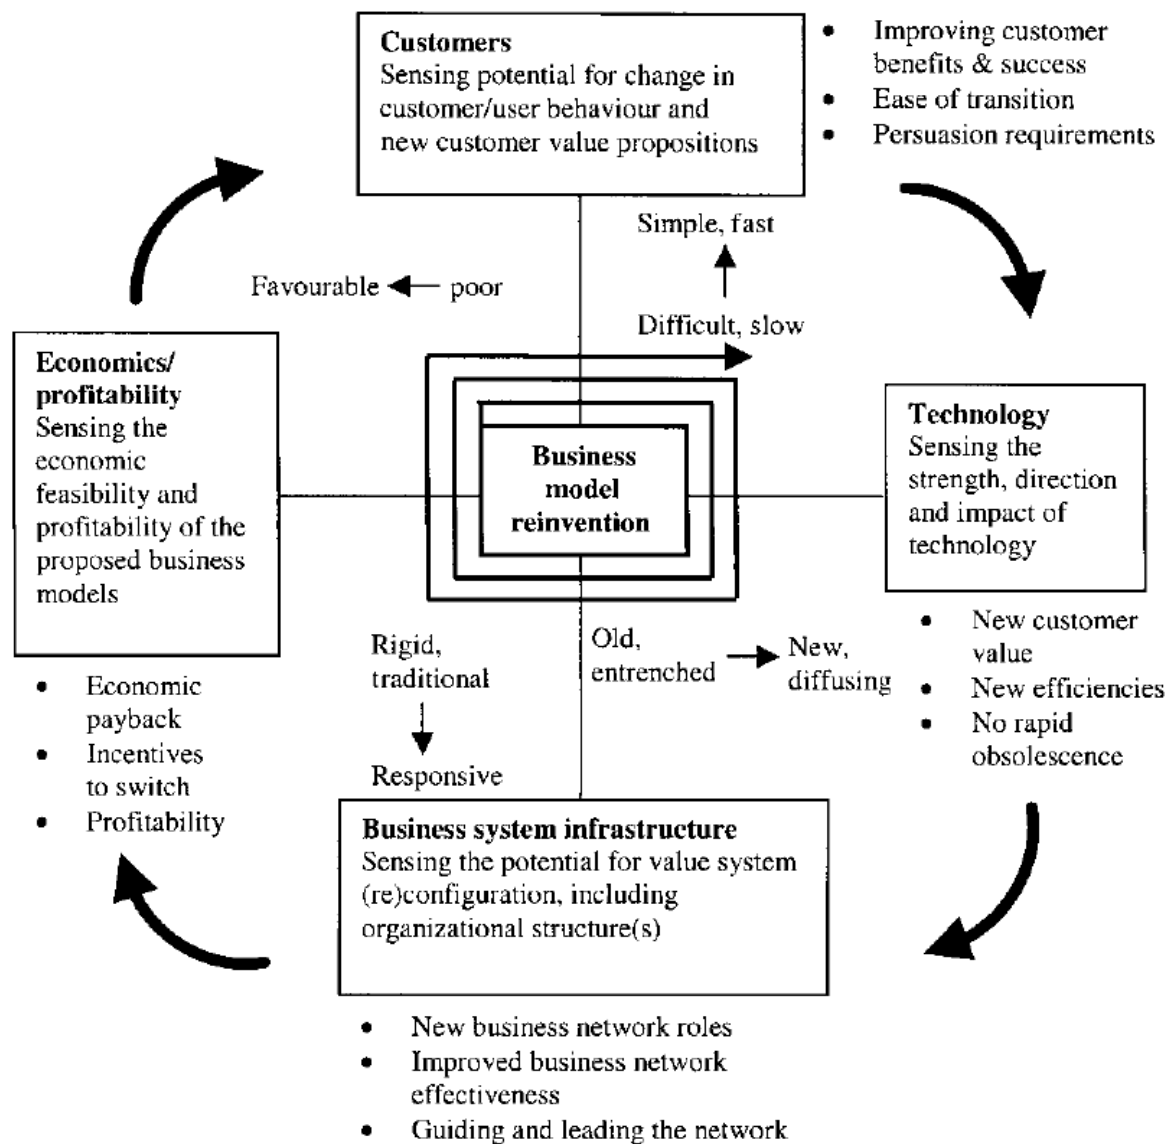 Customers
Sensing potential for change in
customer/user behaviour and
new customer value propositions
• Improving customer
benefits & success
• Ease of transition
• Persuasion requirements
Simple, fast
Favourable
poor
Difficult, slow
Economics/
profitability
Sensing the
economic
feasibility and
profitability of the
proposed business
models
Business
model
reinvention
Technology
Sensing the
strength, direction
and impact of
technology
Rigid,
traditional
Responsive
Old,
entrenched
New,
diffusing
• New customer
value
• New efficiencies
• No rapid
obsolescence
• Economic
payback
• Incentives
to switch
• Profitability
Business system infrastructure
Sensing the potential for value system
(re)configuration, including
organizational structure(s)
• New business network roles
• Improved business network
effectiveness
• Guiding and leading the network